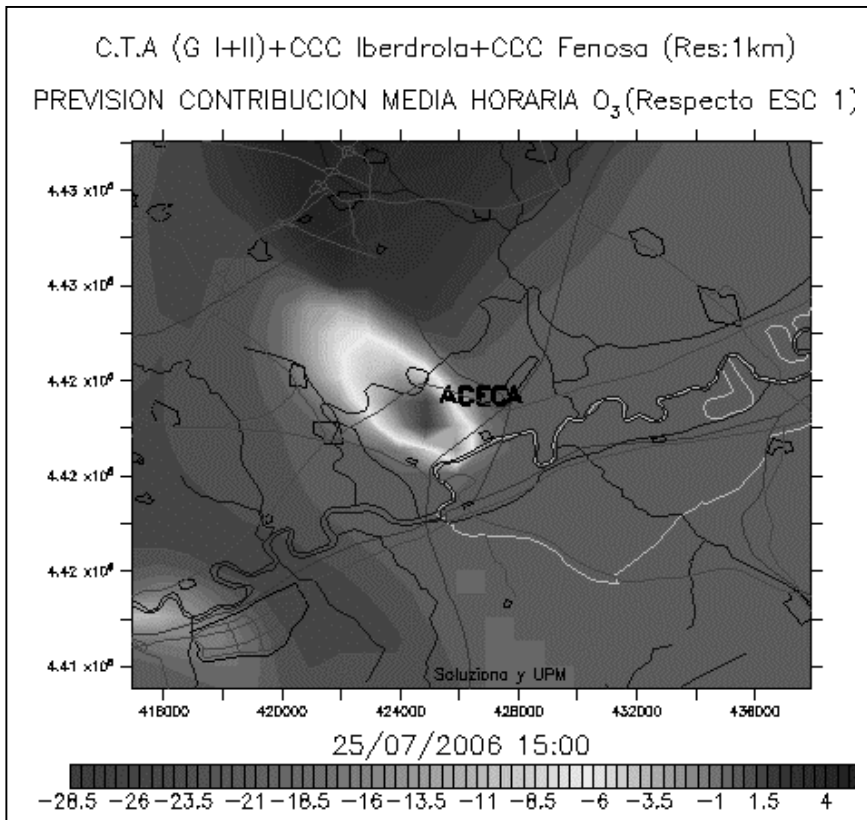 C.T.A (G I+II)+CCC Iberdrola+CCC Fenosa (Res:1km)
PREVISION CONTRIBUCION MEDIA HORARIA O₃(Respecto ESC 1)
4.43 x10⁶
4.43 x10⁶
4.42 x10⁶
4.42 x10⁶
4.42 x10⁶
4.41 x10⁶
ACECA
Soluziona y UPM
416000 420000 424000 428000 432000 436000
25/07/2006 15:00
-28.5 -26 -23.5 -21 -18.5 -16 -13.5 -11 -8.5 -6 -3.5 -1 1.5 4